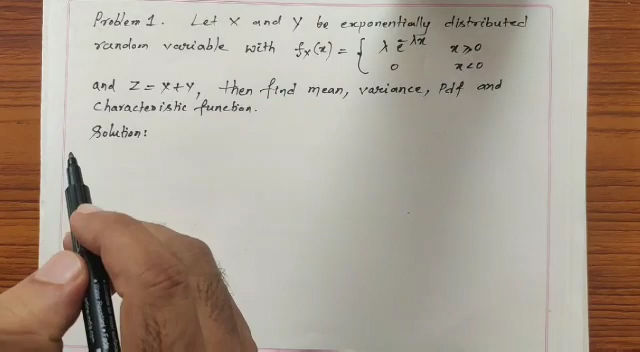 Problem 1. Let X and Y be exponentially distributed
random variable with fX(x) = { λ e^-λx x ≥ 0
0 x < 0
and Z = X + Y, then find mean, variance, Pdf and
Characteristic function.
Solution: